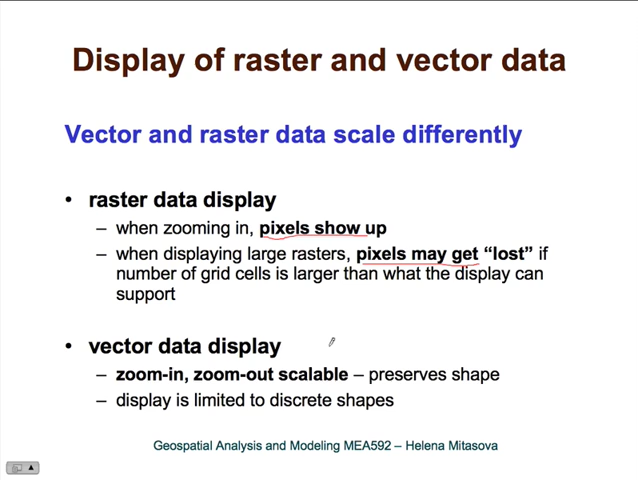 Display of raster and vector data
Vector and raster data scale differently
• raster data display
– when zooming in, pixels show up
– when displaying large rasters, pixels may get “lost” if
number of grid cells is larger than what the display can
support
• vector data display
– zoom-in, zoom-out scalable – preserves shape
– display is limited to discrete shapes
Geospatial Analysis and Modeling MEA592 – Helena Mitasova